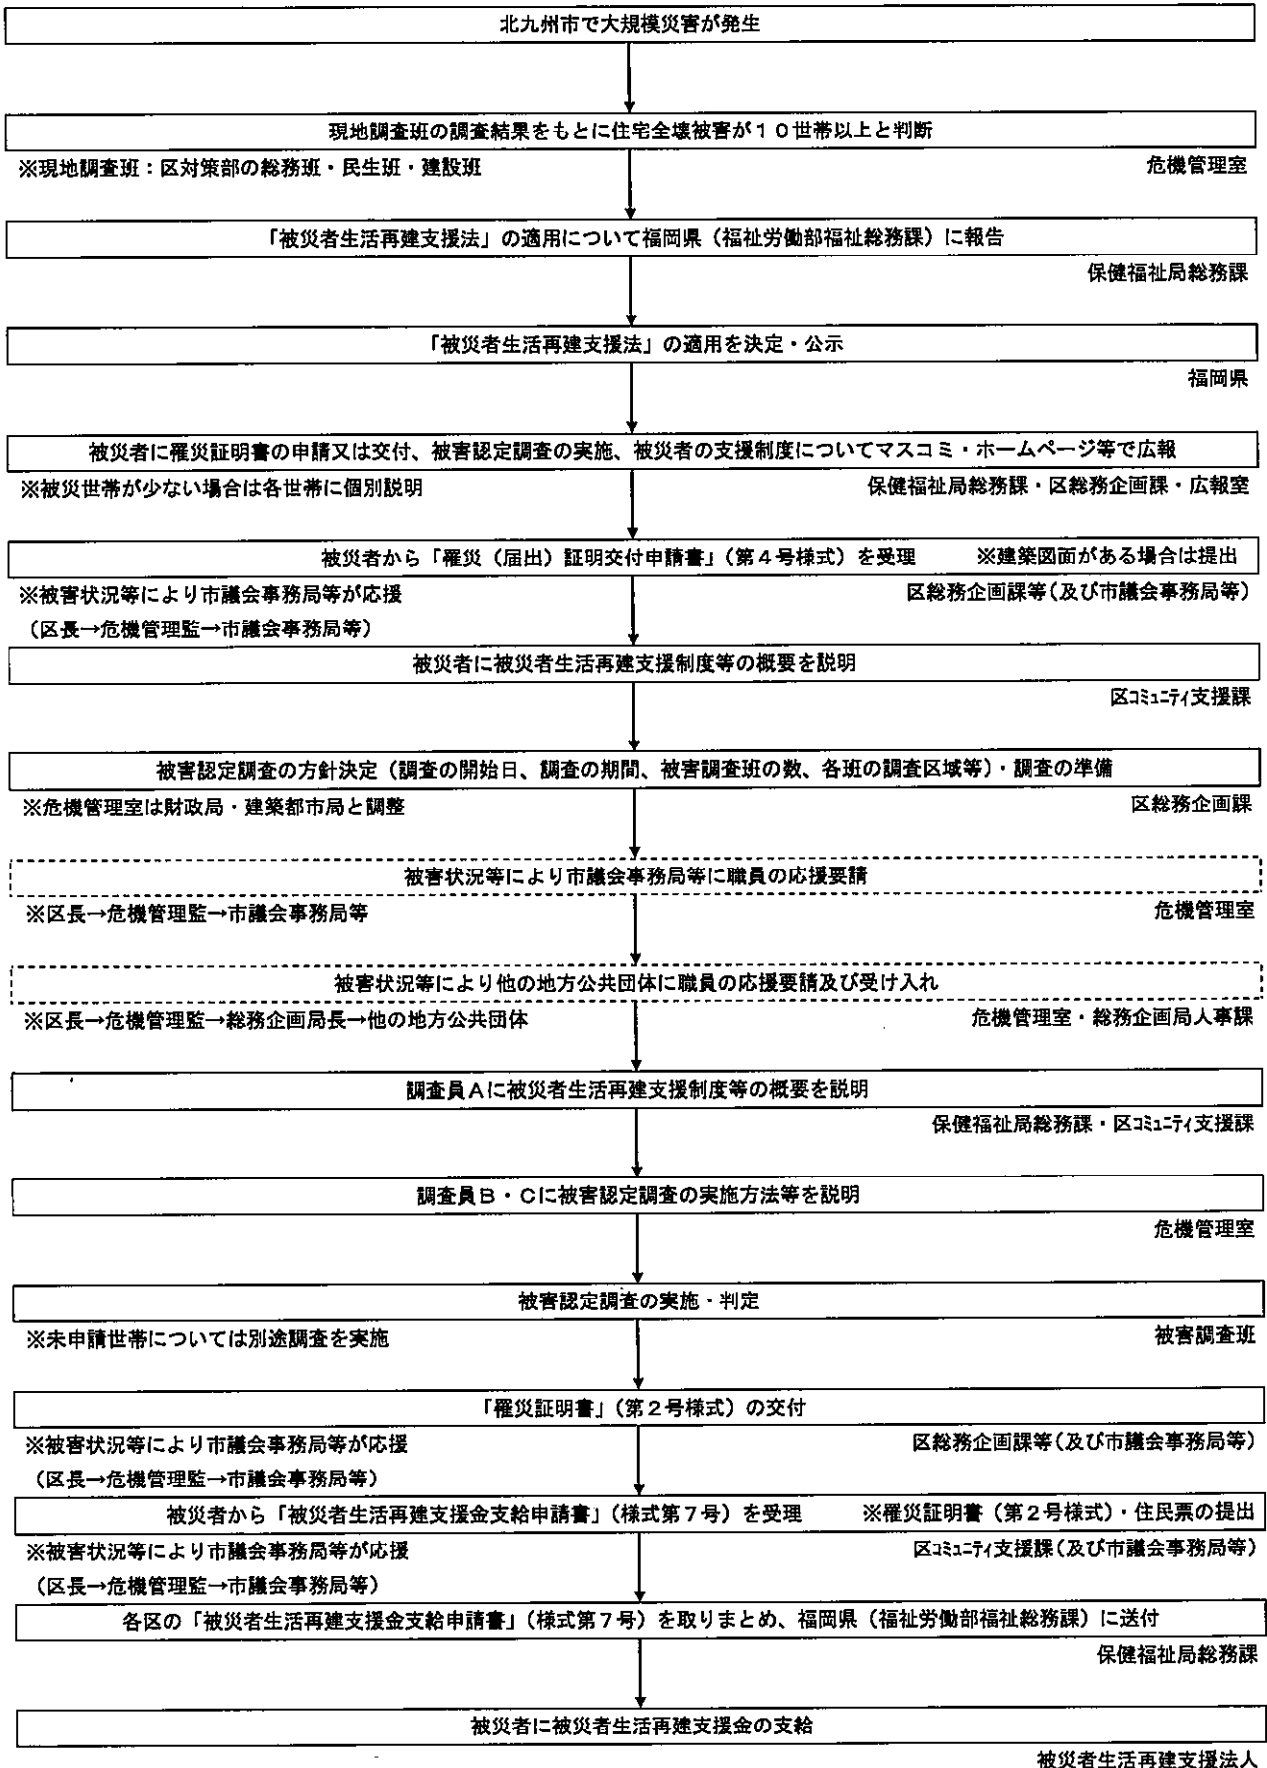 北九州市で大規模災害が発生
現地調査班の調査結果をもとに住宅全壊被害が１０世帯以上と判断
※現地調査班：区対策部の総務班・民生班・建設班　危機管理室
「被災者生活再建支援法」の適用について福岡県（福祉労働部福祉総務課）に報告
保健福祉局総務課
「被災者生活再建支援法」の適用を決定・公示
福岡県
被災者に罹災証明書の申請又は交付、被害認定調査の実施、被災者の支援制度についてマスコミ・ホームページ等で広報
※被災世帯が少ない場合は各世帯に個別説明　保健福祉局総務課・区総務企画課・広報室
被災者から「罹災（届出）証明交付申請書」（第４号様式）を受理　※建築図面がある場合は提出
※被害状況等により市議会事務局等が応援　区総務企画課等（及び市議会事務局等）
（区長→危機管理監→市議会事務局等）
被災者に被災者生活再建支援制度等の概要を説明
区ｺﾐｭﾆﾃｨ支援課
被害認定調査の方針決定（調査の開始日、調査の期間、被害調査班の数、各班の調査区域等）・調査の準備
※危機管理室は財政局・建築都市局と調整　区総務企画課
被害状況等により市議会事務局等に職員の応援要請
※区長→危機管理監→市議会事務局等　危機管理室
被害状況等により他の地方公共団体に職員の応援要請及び受け入れ
※区長→危機管理監→総務企画局長→他の地方公共団体　危機管理室・総務企画局人事課
調査員Ａに被災者生活再建支援制度等の概要を説明
保健福祉局総務課・区ｺﾐｭﾆﾃｨ支援課
調査員Ｂ・Ｃに被害認定調査の実施方法等を説明
危機管理室
被害認定調査の実施・判定
※未申請世帯については別途調査を実施　被害調査班
「罹災証明書」（第２号様式）の交付
※被害状況等により市議会事務局等が応援　区総務企画課等（及び市議会事務局等）
（区長→危機管理監→市議会事務局等）
被災者から「被災者生活再建支援金支給申請書」（様式第７号）を受理　※罹災証明書（第２号様式）・住民票の提出
※被害状況等により市議会事務局等が応援　区ｺﾐｭﾆﾃｨ支援課（及び市議会事務局等）
（区長→危機管理監→市議会事務局等）
各区の「被災者生活再建支援金支給申請書」（様式第７号）を取りまとめ、福岡県（福祉労働部福祉総務課）に送付
保健福祉局総務課
被災者に被災者生活再建支援金の支給
被災者生活再建支援法人